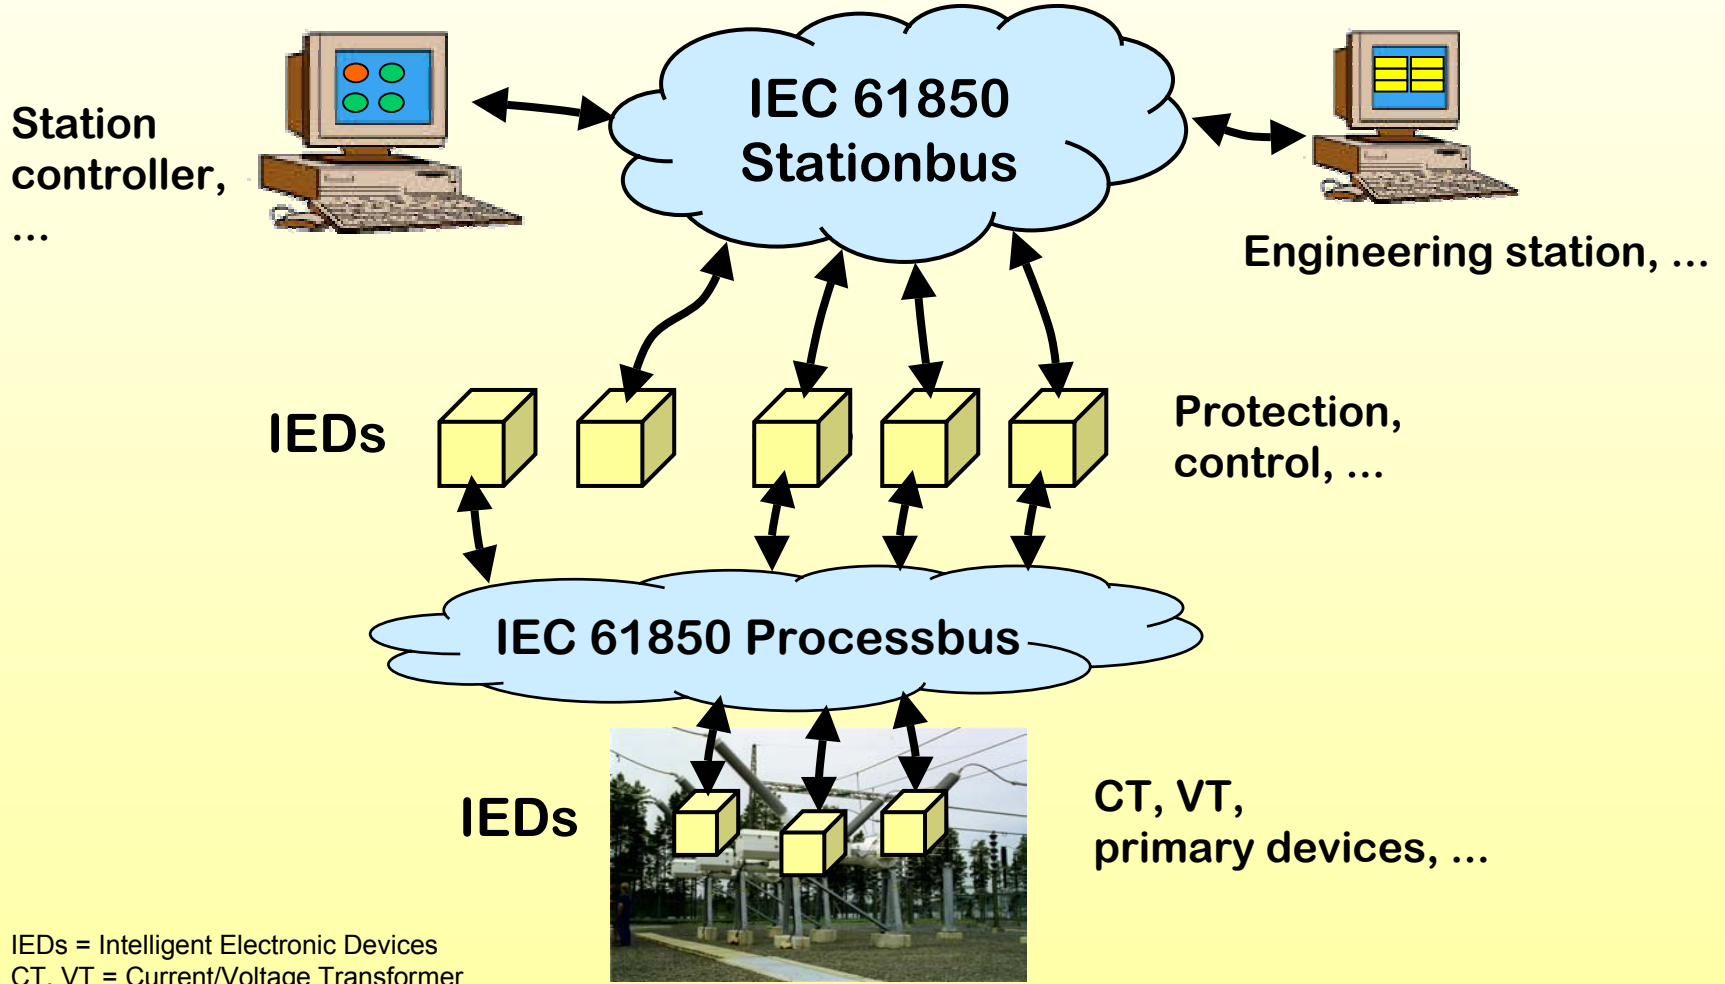 IEC 61850
Stationbus
Station
controller,
...
Engineering station, ...
IEDs
Protection,
control, ...
IEC 61850 Processbus
IEDs
CT, VT,
primary devices, ...
IEDs = Intelligent Electronic Devices
CT, VT = Current/Voltage Transformer